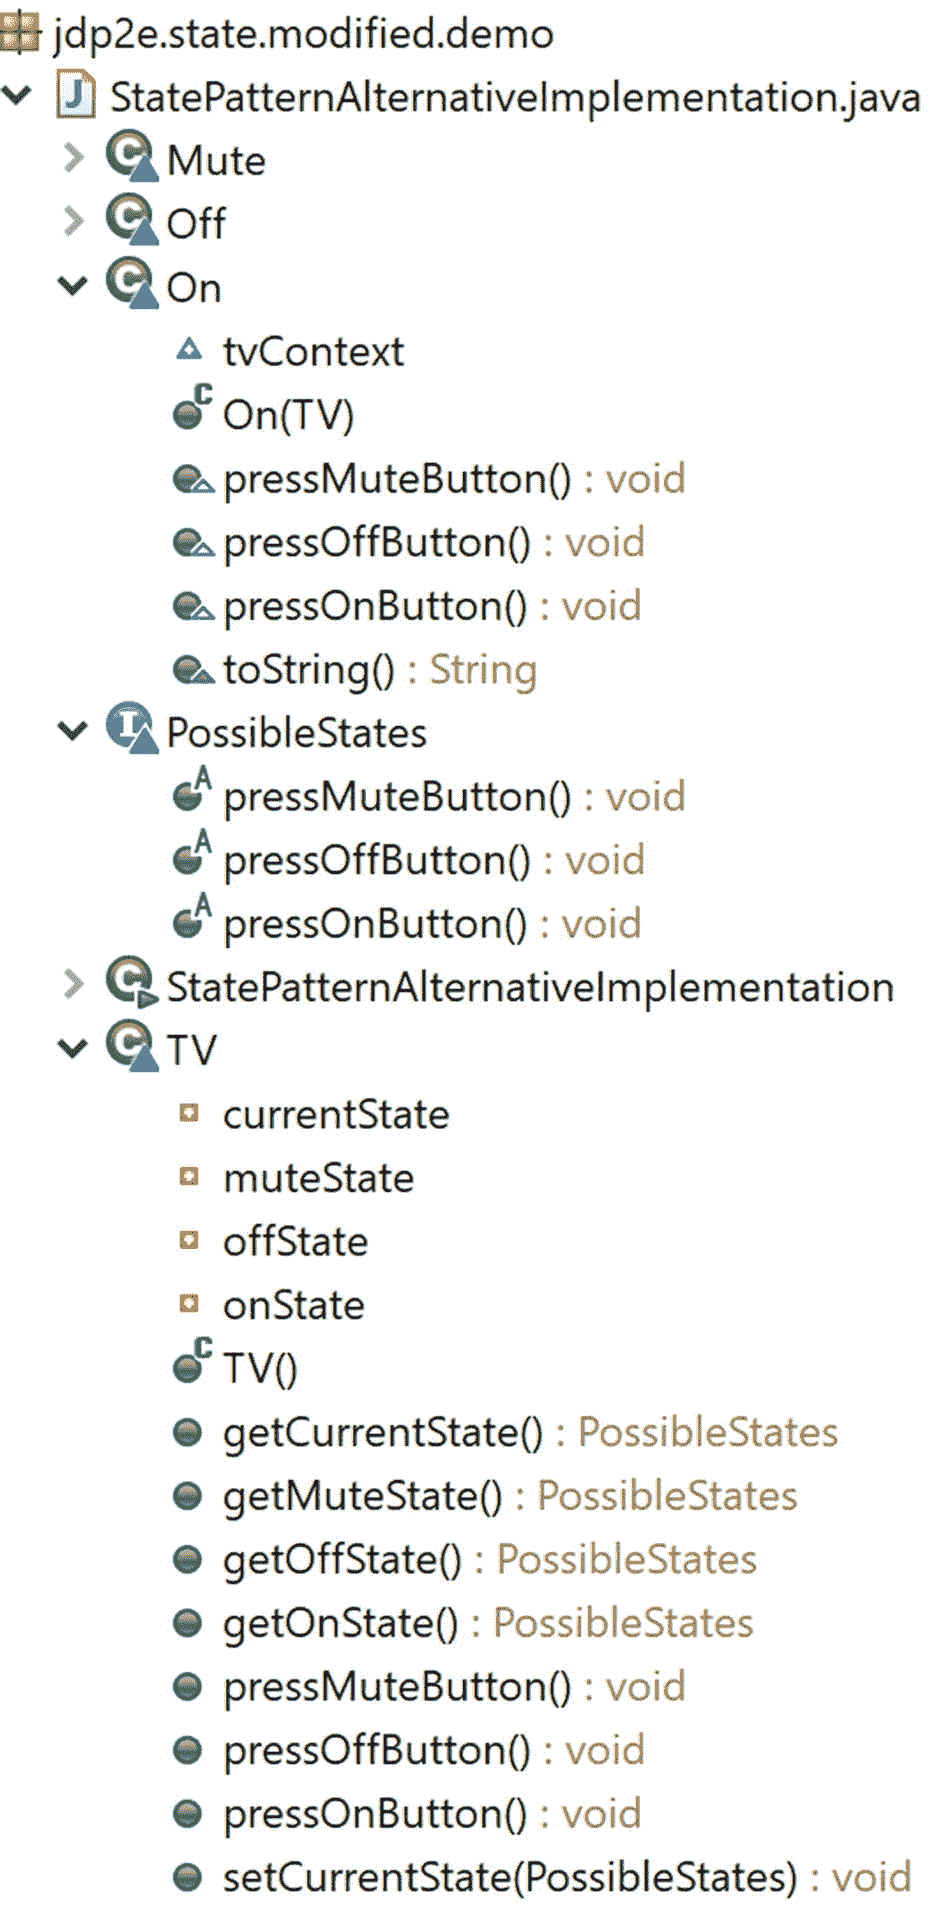 jdp2e.state.modified.demo
StatePatternAlternativeImplementation.java
Mute
Off
On
tvContext
On(TV)
pressMuteButton() : void
pressOffButton() : void
pressOnButton() : void
toString() : String
PossibleStates
pressMuteButton() : void
pressOffButton() : void
pressOnButton() : void
StatePatternAlternativeImplementation
TV
currentState
muteState
offState
onState
TV()
getCurrentState() : PossibleStates
getMuteState() : PossibleStates
getOffState() : PossibleStates
getOnState() : PossibleStates
pressMuteButton() : void
pressOffButton() : void
pressOnButton() : void
setCurrentState(PossibleStates) : void